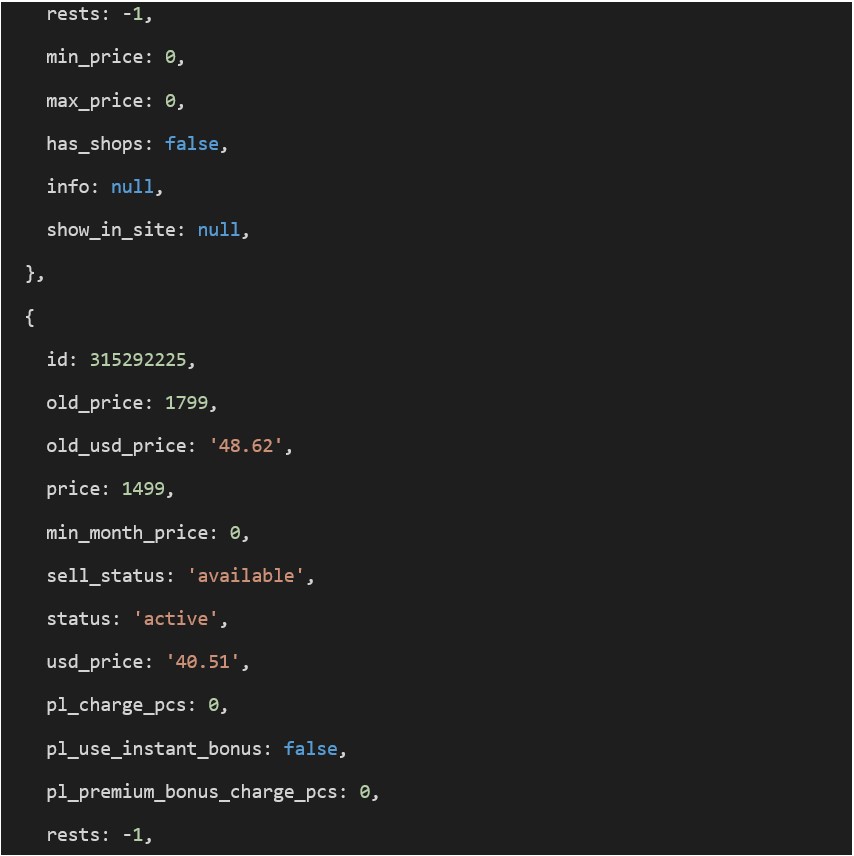 rests: -1,
min_price: 0,
max_price: 0,
has_shops: false,
info: null,
show_in_site: null,
},
{
id: 315292225,
old_price: 1799,
old_usd_price: '48.62',
price: 1499,
min_month_price: 0,
sell_status: 'available',
status: 'active',
usd_price: '40.51',
pl_charge_pcs: 0,
pl_use_instant_bonus: false,
pl_premium_bonus_charge_pcs: 0,
rests: -1,